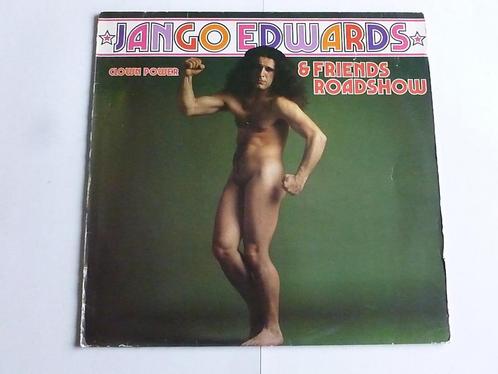 JANGO EDWARDS
CLOWN POWER
& FRIENDS
ROADSHOW